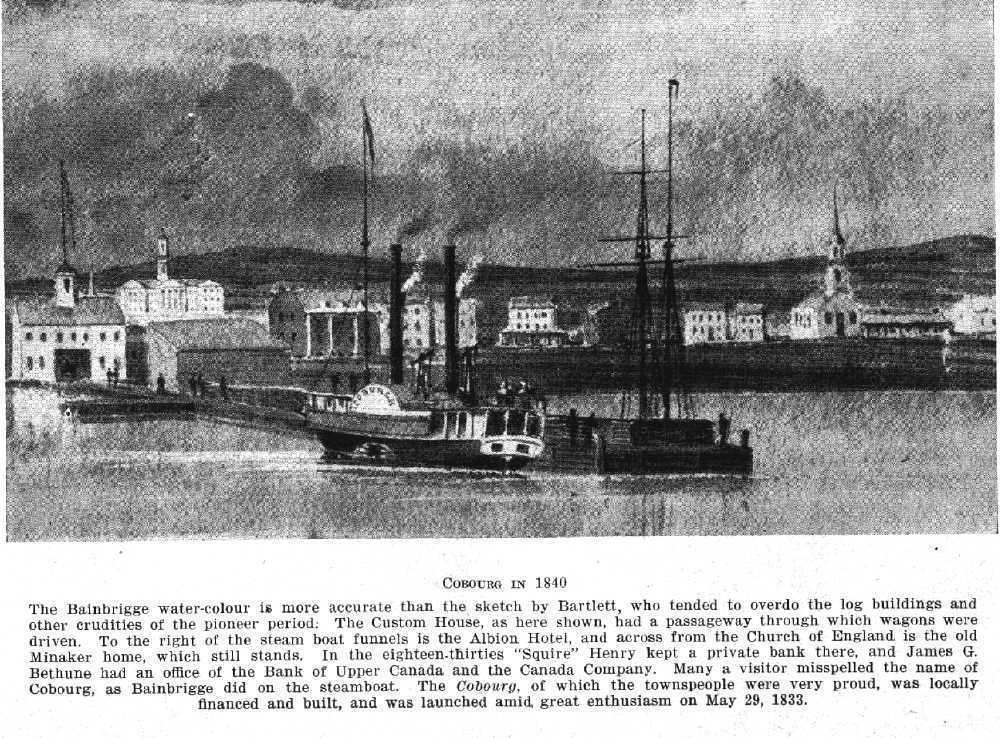 COBOURG IN 1840
The Bainbrigge water-colour is more accurate than the sketch by Bartlett, who tended to overdo the log buildings and
other crudities of the pioneer period. The Custom House, as here shown, had a passageway through which wagons were
driven. To the right of the steam boat funnels is the Albion Hotel, and across from the Church of England is the old
Minaker home, which still stands. In the eighteen-thirties "Squire" Henry kept a private bank there, and James G.
Bethune had an office of the Bank of Upper Canada and the Canada Company. Many a visitor misspelled the name of
Cobourg, as Bainbrigge did on the steamboat. The Cobourg, of which the townspeople were very proud, was locally
financed and built, and was launched amid great enthusiasm on May 29, 1833.